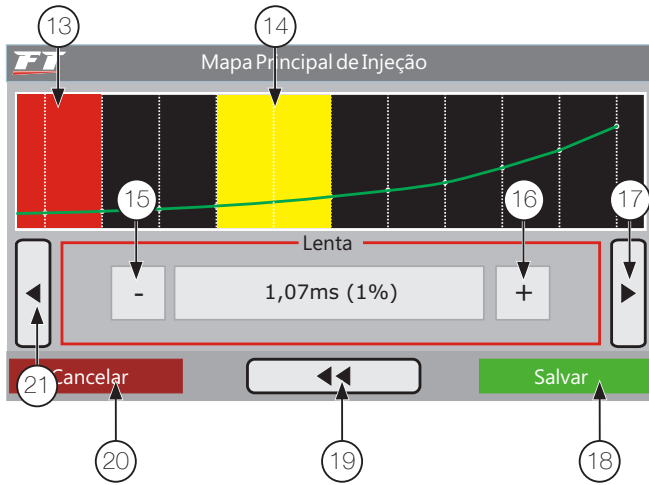 13 14
FT Mapa Principal de Injeção
15 16 17
Lenta
- 1,07ms (1%) +
21 Cancelar Salvar
20 19 18